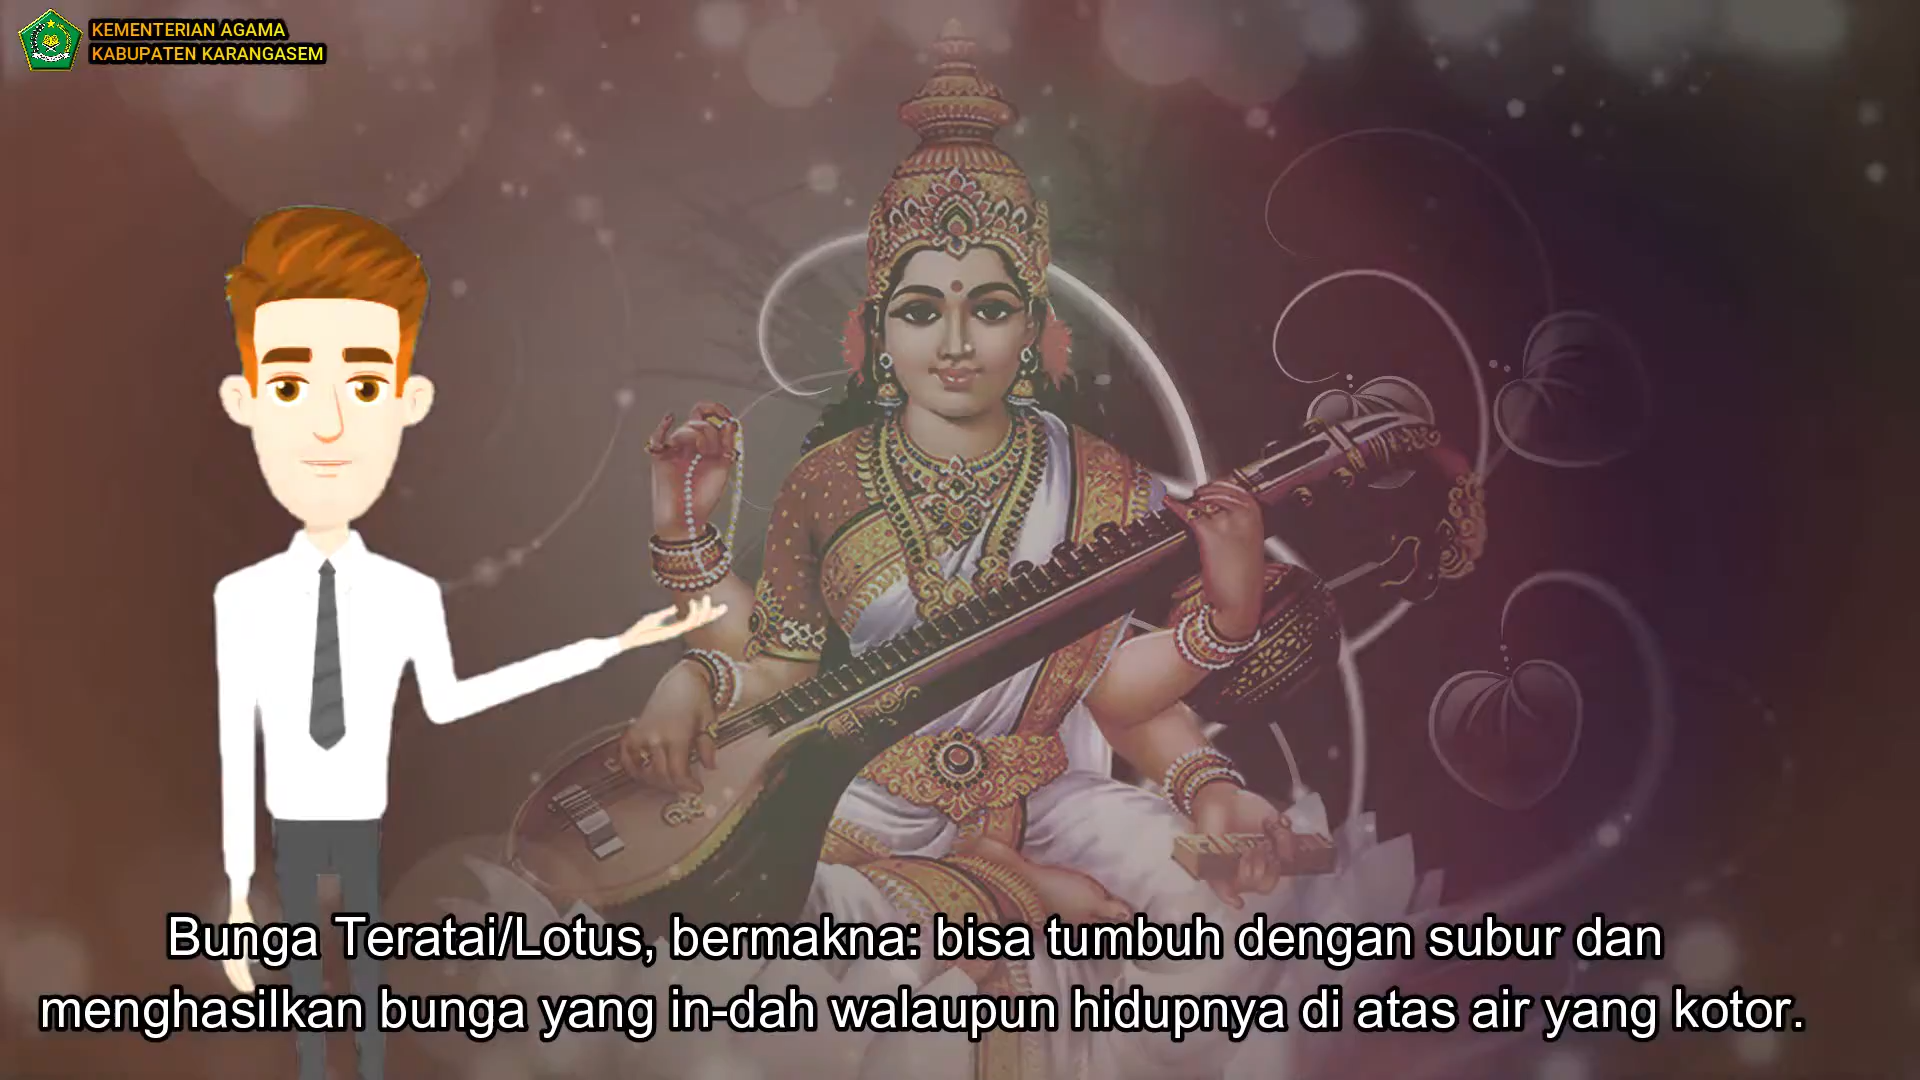 KEMENTERIAN AGAMA
KABUPATEN KARANGASEM
Bunga Teratai/Lotus, bermakna: bisa tumbuh dengan subur dan
menghasilkan bunga yang in-dah walaupun hidupnya di atas air yang kotor.